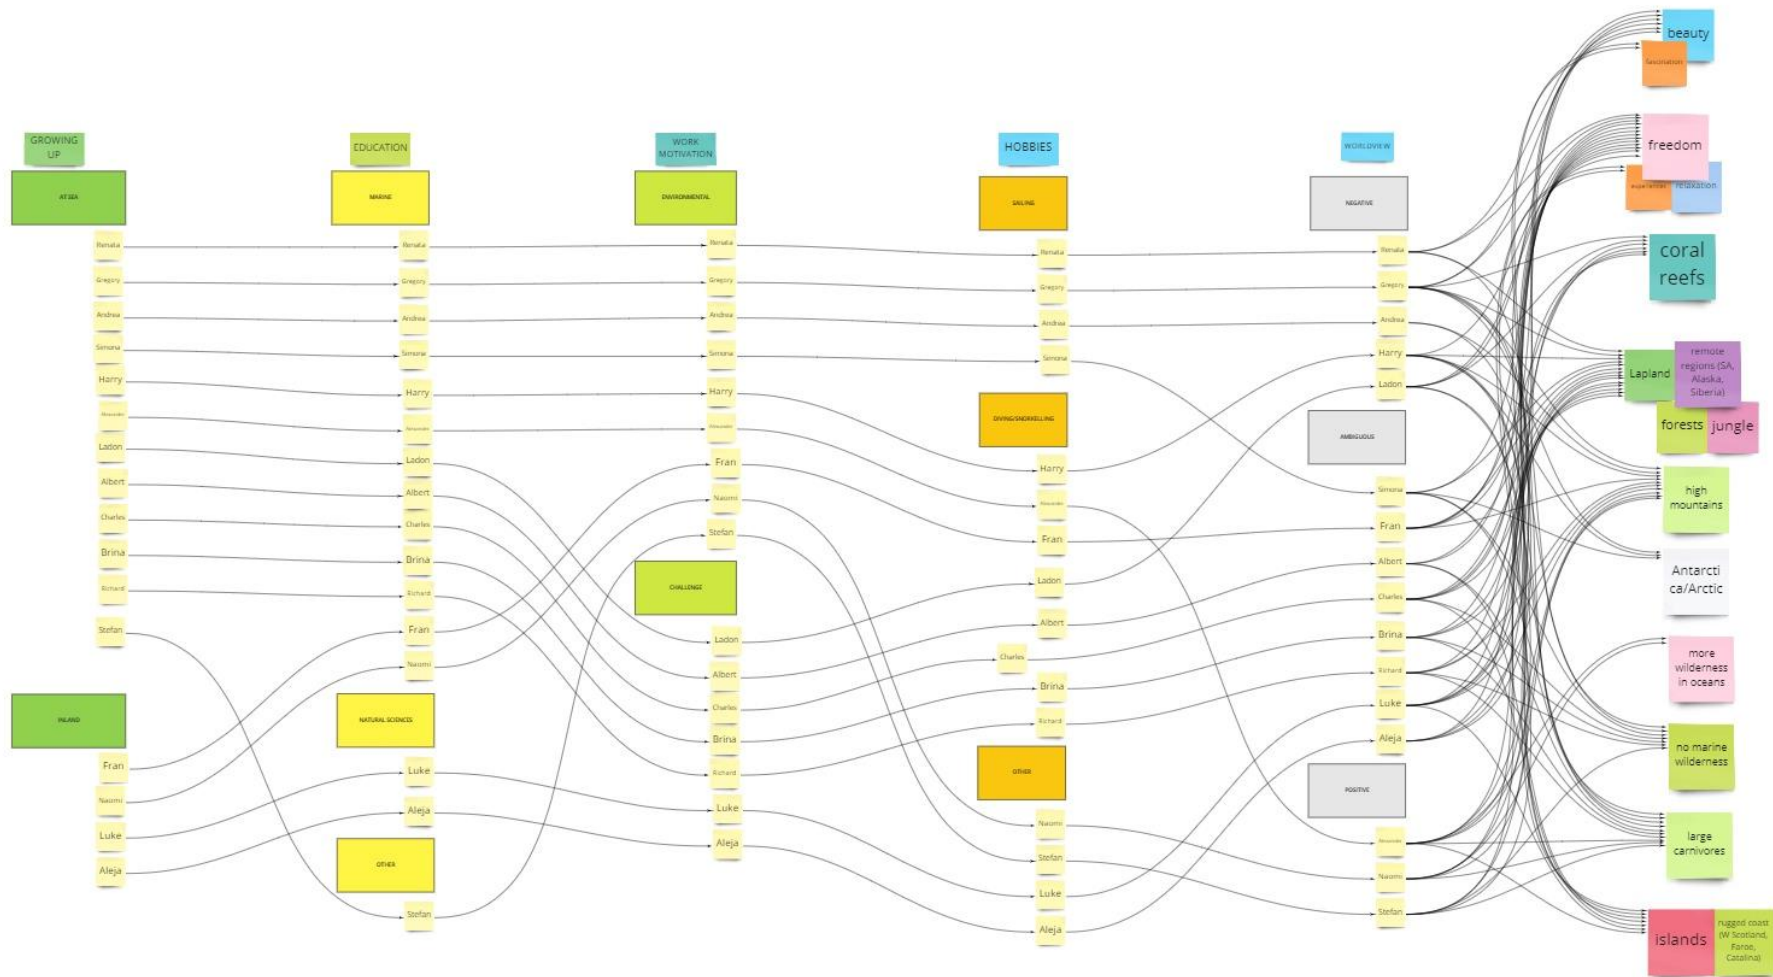 GROWING
UP
AT SEA
Renata
Gregory
Andrea
Simona
Harry
Alexander
Ladon
Albert
Charles
Brina
Richard
Stefan
INLAND
Fran
Naomi
Luke
Aleja
EDUCATION
MARINE
Renata
Gregory
Andrea
Simona
Harry
Alexander
Ladon
Albert
Charles
Brina
Richard
Fran
Naomi
NATURAL SCIENCES
Luke
Aleja
OTHER
Stefan
WORK
MOTIVATION
ENVIRONMENTAL
Renata
Gregory
Andrea
Simona
Harry
Alexander
Fran
Naomi
Stefan
CHALLENGE
Ladon
Albert
Charles
Brina
Richard
Luke
Aleja
HOBBIES
SAILING
Renata
Gregory
Andrea
Simona
DIVING/SNORKELLING
Harry
Alexander
Fran
Ladon
Albert
Charles
Brina
Richard
OTHER
Naomi
Stefan
Luke
Aleja
WORLDVIEW
NEGATIVE
Renata
Gregory
Andrea
Harry
Ladon
AMBIGUOUS
Simona
Fran
Albert
Charles
Brina
Richard
Luke
Aleja
POSITIVE
Alexander
Naomi
Stefan
beauty
fascination
freedom
experiences
relaxation
coral
reefs
Lapland
remote
regions (SA,
Alaska,
Siberia)
forests
jungle
high
mountains
Antarcti
ca/Arctic
more
wilderness
in oceans
no marine
wilderness
large
carnivores
islands
rugged coast
(W Scotland,
Faroe,
Catalina)